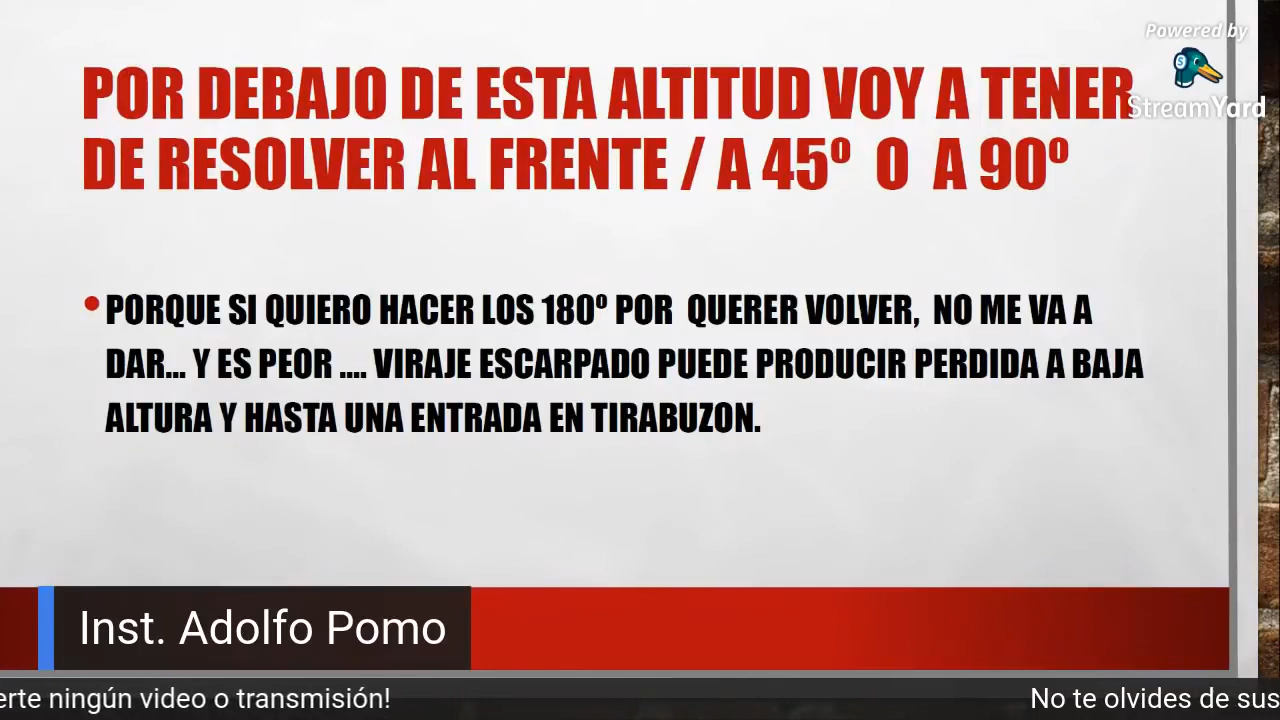 Powered by
StreamYard
POR DEBAJO DE ESTA ALTITUD VOY A TENER
DE RESOLVER AL FRENTE / A 45º O A 90º
• PORQUE SI QUIERO HACER LOS 180º POR QUERER VOLVER, NO ME VA A
DAR... Y ES PEOR .... VIRAJE ESCARPADO PUEDE PRODUCIR PERDIDA A BAJA
ALTURA Y HASTA UNA ENTRADA EN TIRABUZON.
Inst. Adolfo Pomo
erte ningún video o transmisión! No te olvides de sus